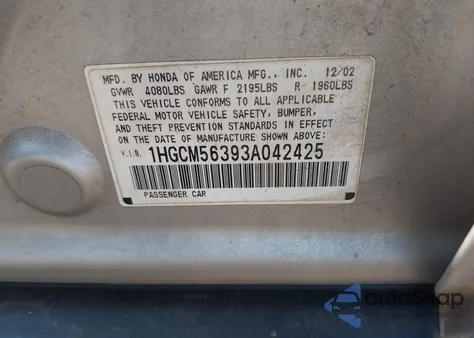 MFD. BY HONDA OF AMERICA MFG., INC. 12/02
GVWR 4080LBS GAWR F 2195LBS R 1960LBS
THIS VEHICLE CONFORMS TO ALL APPLICABLE
FEDERAL MOTOR VEHICLE SAFETY, BUMPER,
AND THEFT PREVENTION STANDARDS IN EFFECT
ON THE DATE OF MANUFACTURE SHOWN ABOVE.
V.I.N. 1HGCM56393A042425
PASSENGER CAR
autoSnap